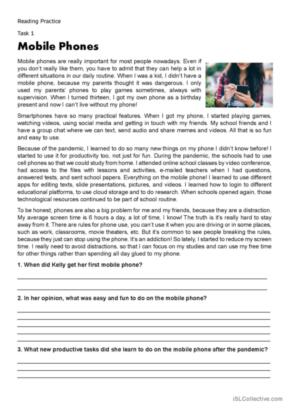 Reading Practice
Task 1
Mobile Phones
Mobile phones are really important for most people nowadays. Even if
you don't really like them, you have to admit that they can help a lot in
different situations in our daily routine. When I was a kid, I didn't have a
mobile phone, because my parents thought it was dangerous. I only
used my parents' phones to play games sometimes, always with
supervision. When I turned thirteen, I got my own phone as a birthday
present and now I can't live without my phone!
Smartphones have so many practical features. When I got my phone, I started playing games,
watching videos, using social media and getting in touch with my friends. My school friends and I
have a group chat where we can text, send audio and share memes and videos. All that is so fun
and easy to use.
Because of the pandemic, I learned to do so many new things on my phone I didn't know before! I
started to use it for productivity too, not just for fun. During the pandemic, the schools had to use
cell phones so that we could study from home. I attended online school classes by video conference,
had access to the files with lessons and activities, e-mailed teachers when I had questions,
answered tests, and sent school papers. Everything on the mobile phone! I learned to use different
apps for editing texts, slide presentations, pictures, and videos. I learned how to login to different
educational platforms, to use cloud storage and to do research. When schools opened again, those
technological resources continued to be part of school routine.
To be honest, phones are also a big problem for me and my friends, because they are a distraction.
My average screen time is 6 hours a day, a lot of time, I know! The truth is it's really hard to stay
away from it. There are rules for phone use, you can't use it when you are driving or in some places,
such as work, classrooms, movie theaters, etc. But it's common to see people breaking the rules,
because they just can stop using the phone. It's an addiction! So lately, I started to reduce my screen
time. I really need to avoid distractions, so that I can focus on my studies and can use my free time
for other things rather than spending all day glued to my phone.
1. When did Kelly get her first mobile phone?
2. In her opinion, what was easy and fun to do on the mobile phone?
3. What new productive tasks did she learn to do on the mobile phone after the pandemic?
iSLCollective.com